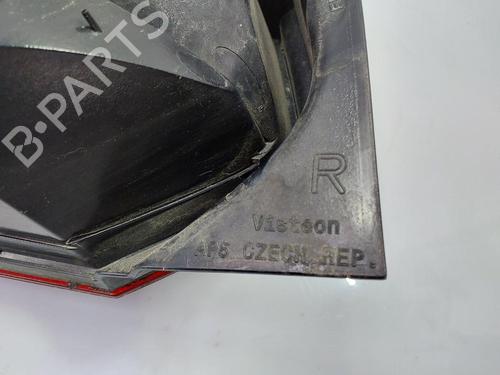 B-PARTS
R
Visteon
AP5 CZECH REP.